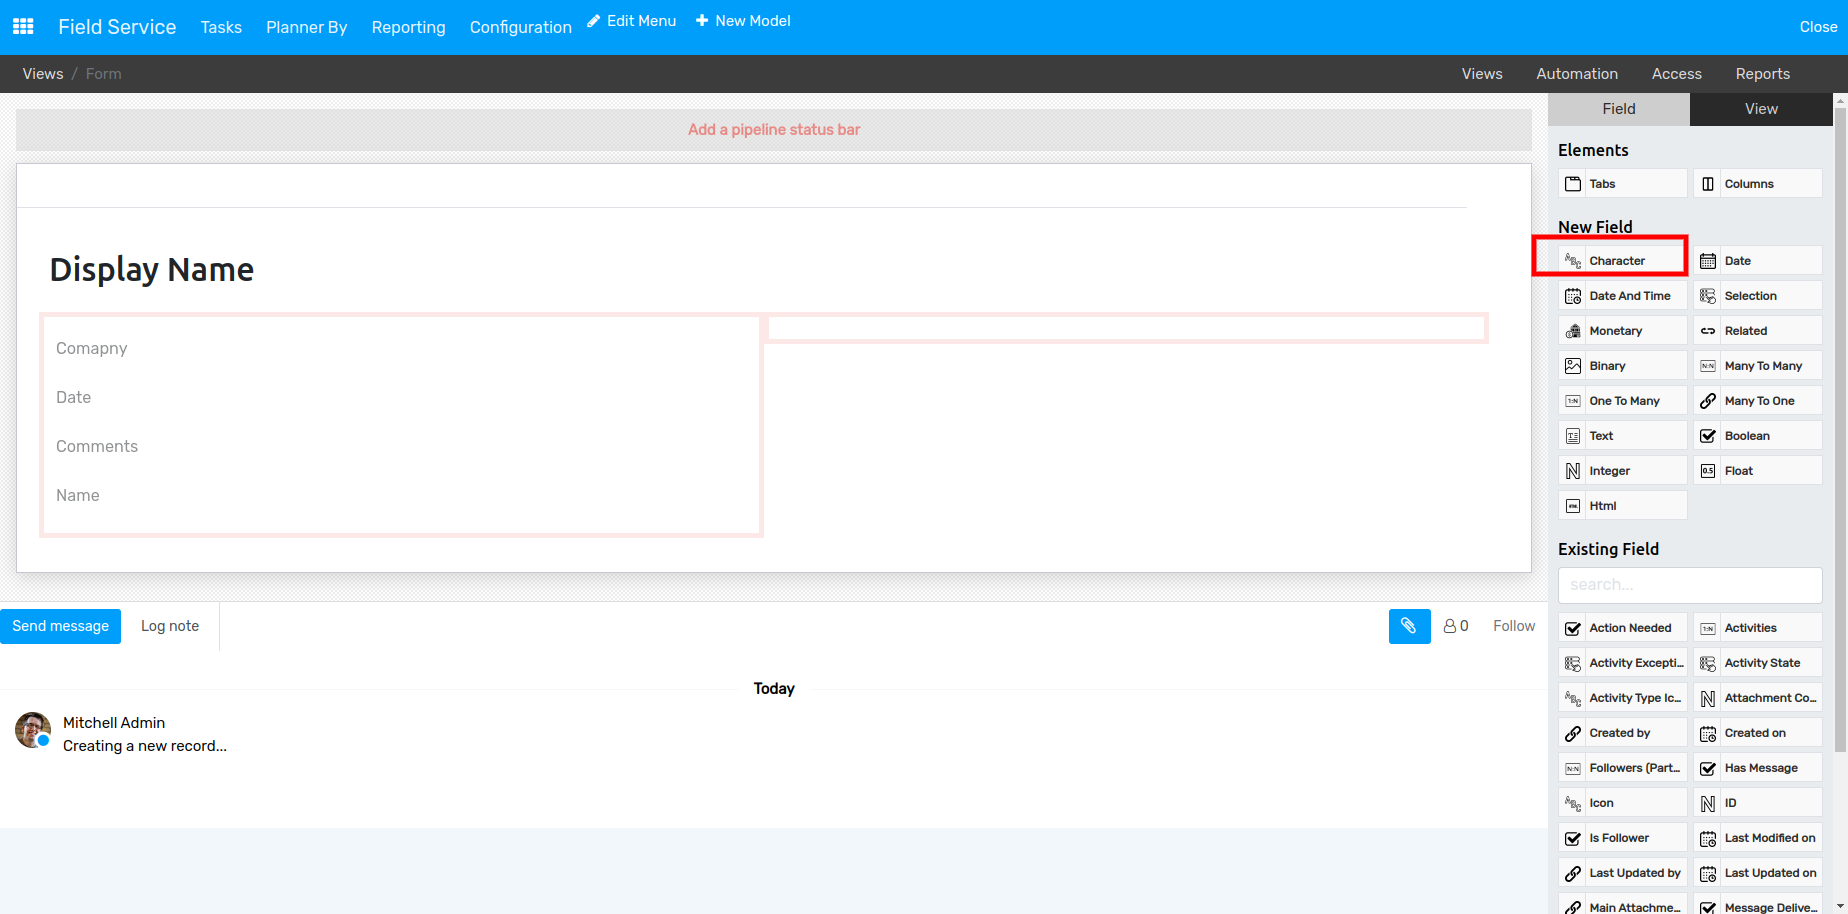 Field Service Tasks Planner By Reporting Configuration Edit Menu New Model Close
Views / Form Views Automation Access Reports
Field View
Add a pipeline status bar
Elements
Tabs Columns
New Field
Character Date
Date And Time Selection
Monetary Related
Binary Many To Many
One To Many Many To One
Text Boolean
Integer Float
Html
Display Name
Comapny
Date
Comments
Name
Existing Field
search...
Send message Log note 0 Follow
Action Needed Activities
Activity Excepti... Activity State
Activity Type Ic... Attachment Co...
Created by Created on
Followers (Part... Has Message
Icon ID
Is Follower Last Modified on
Last Updated by Last Updated on
Main Attachme... Message Delive...
Today
Mitchell Admin
Creating a new record...